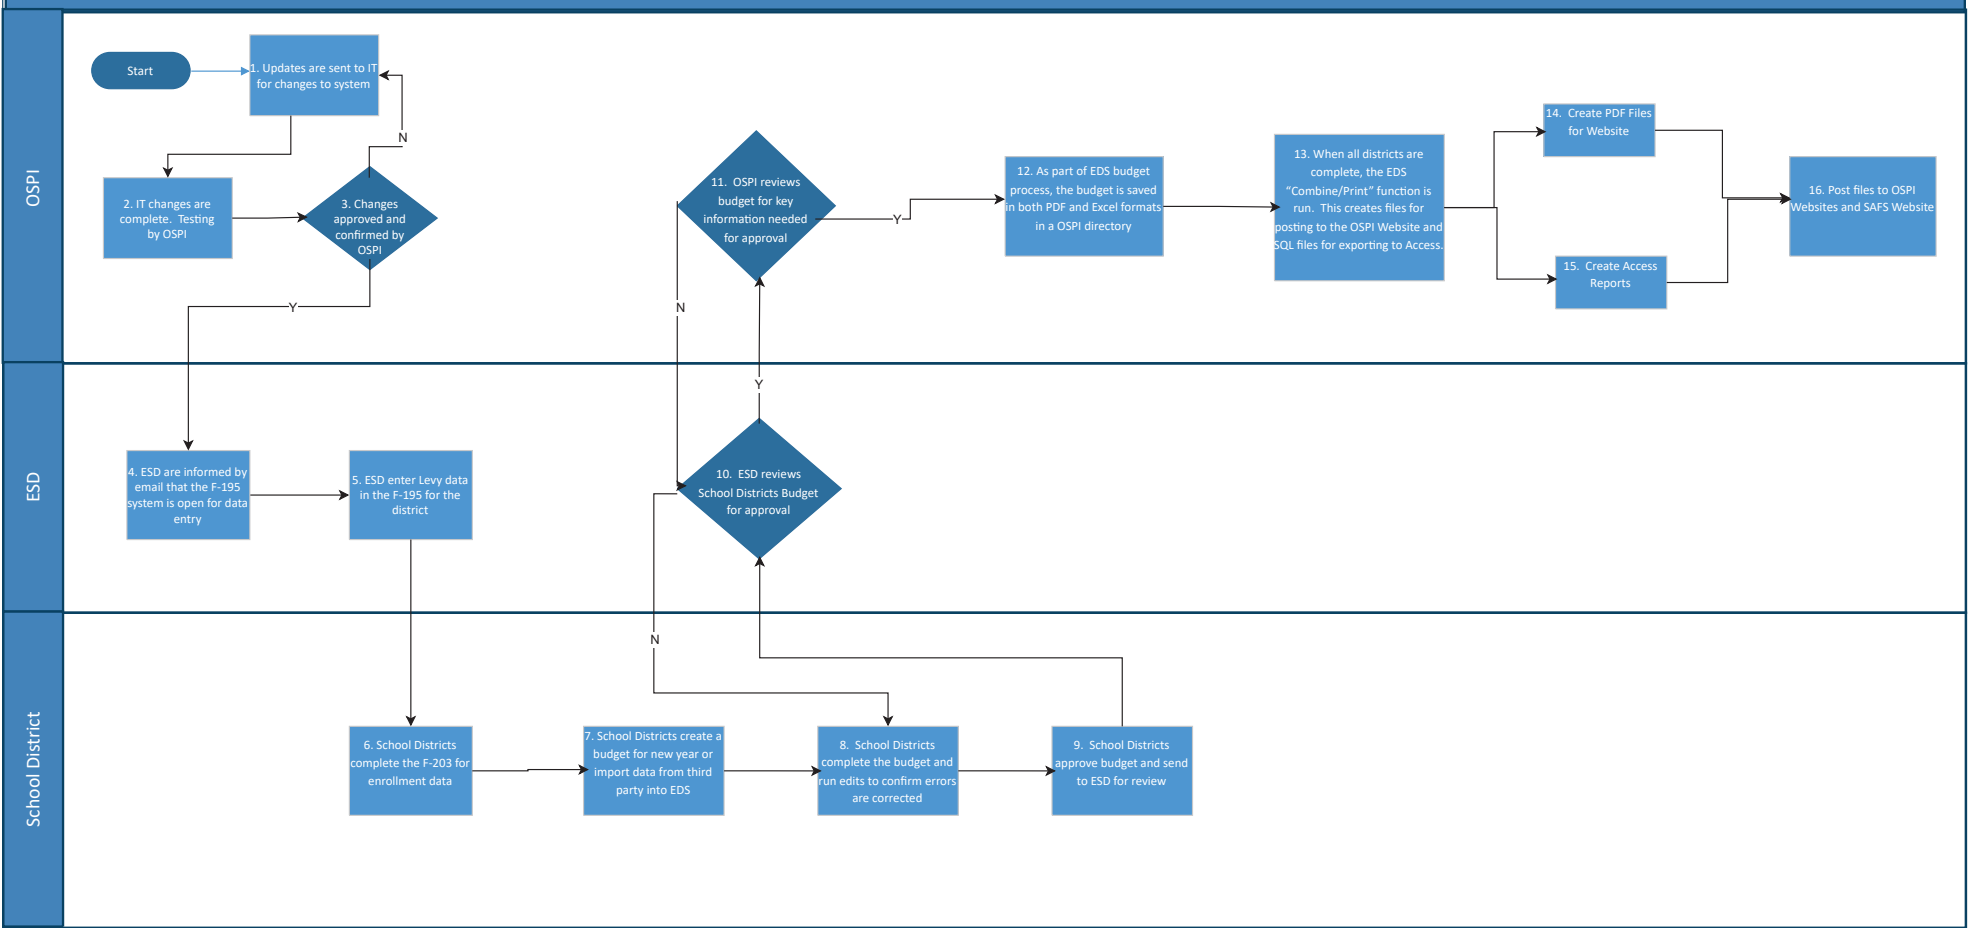 OSPI
Start
1. Updates are sent to IT
for changes to system
N
2. IT changes are
complete.  Testing
by OSPI
3. Changes
approved and
confirmed by
OSPI
Y
11.  OSPI reviews
budget for key
information needed
for approval
Y
N
12. As part of EDS budget
process, the budget is saved
in both PDF and Excel formats
in a OSPI directory
13. When all districts are
complete, the EDS
“Combine/Print” function is
run.  This creates files for
posting to the OSPI Website and
SQL files for exporting to Access.
14.  Create PDF Files
for Website
15.  Create Access
Reports
16. Post files to OSPI
Websites and SAFS Website
ESD
4. ESD are informed by
email that the F-195
system is open for data
entry
5. ESD enter Levy data
in the F-195 for the
district
Y
10.  ESD reviews
School Districts Budget
for approval
School District
N
6. School Districts
complete the F-203 for
enrollment data
7. School Districts create a
budget for new year or
import data from third
party into EDS
8.  School Districts
complete the budget and
run edits to confirm errors
are corrected
9.  School Districts
approve budget and send
to ESD for review